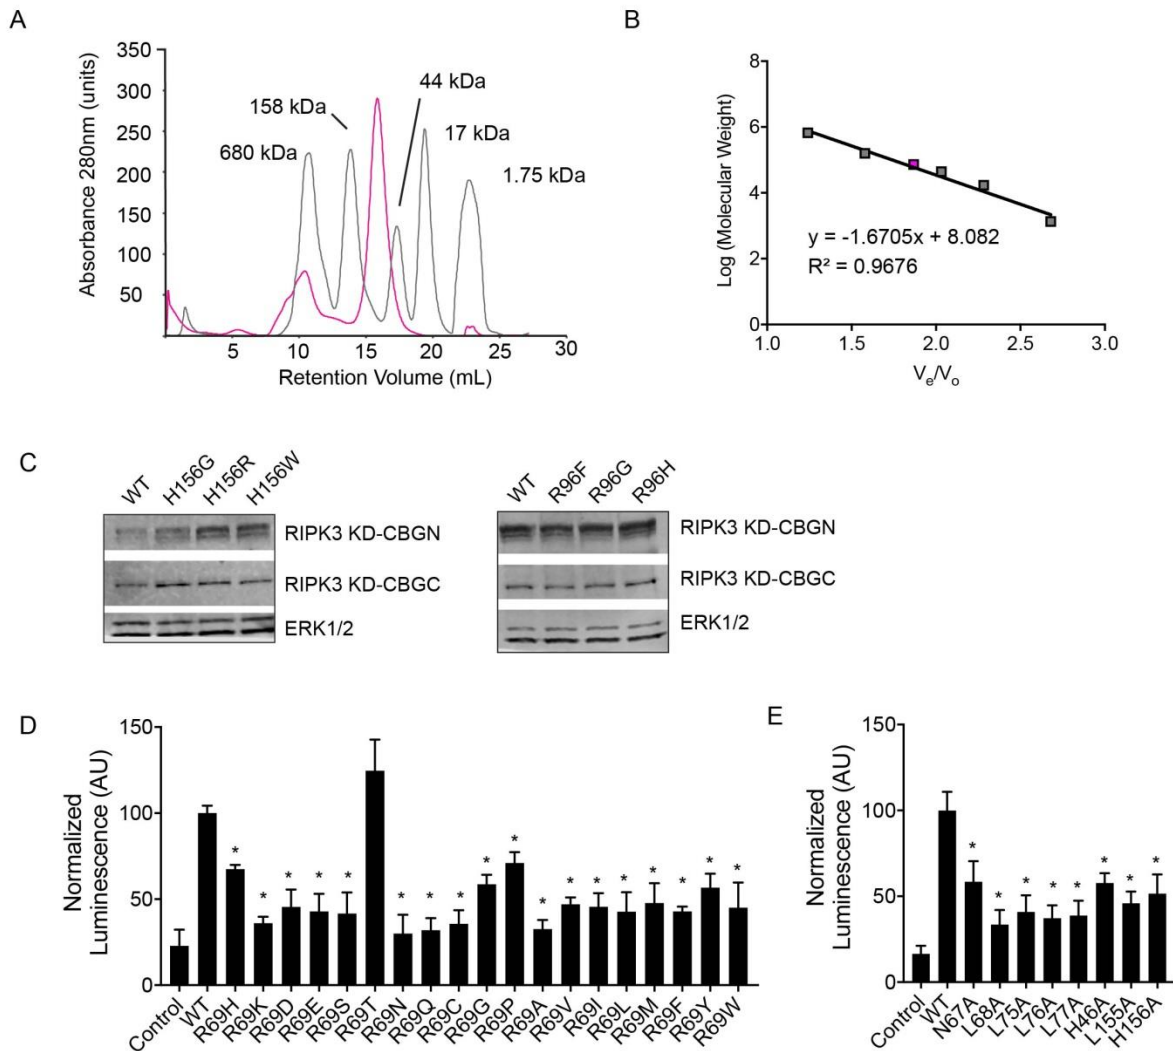 A
350
300
250
200
150
100
50
Absorbance 280nm (units)
680 kDa
158 kDa
44 kDa
17 kDa
1.75 kDa
5
10
15
20
25
30
Retention Volume (mL)
B
8
6
4
2
0
Log (Molecular Weight)
y = -1.6705x + 8.082
R² = 0.9676
1.0
1.5
2.0
2.5
3.0
Ve/Vo
C
WT
H156G
H156R
H156W
RIPK3 KD-CBGN
RIPK3 KD-CBGC
ERK1/2
WT
R96F
R96G
R96H
RIPK3 KD-CBGN
RIPK3 KD-CBGC
ERK1/2
D
150
100
50
0
Normalized
Luminescence (AU)
* * * * * * * * * * * * * * * * * *
Control
WT
R69H
R69K
R69D
R69E
R69S
R69T
R69N
R69Q
R69C
R69G
R69P
R69A
R69V
R69I
R69L
R69M
R69F
R69Y
R69W
E
150
100
50
0
Normalized
Luminescence (AU)
* * * * * * * *
Control
WT
N67A
L68A
L75A
L76A
L77A
H46A
L155A
H156A